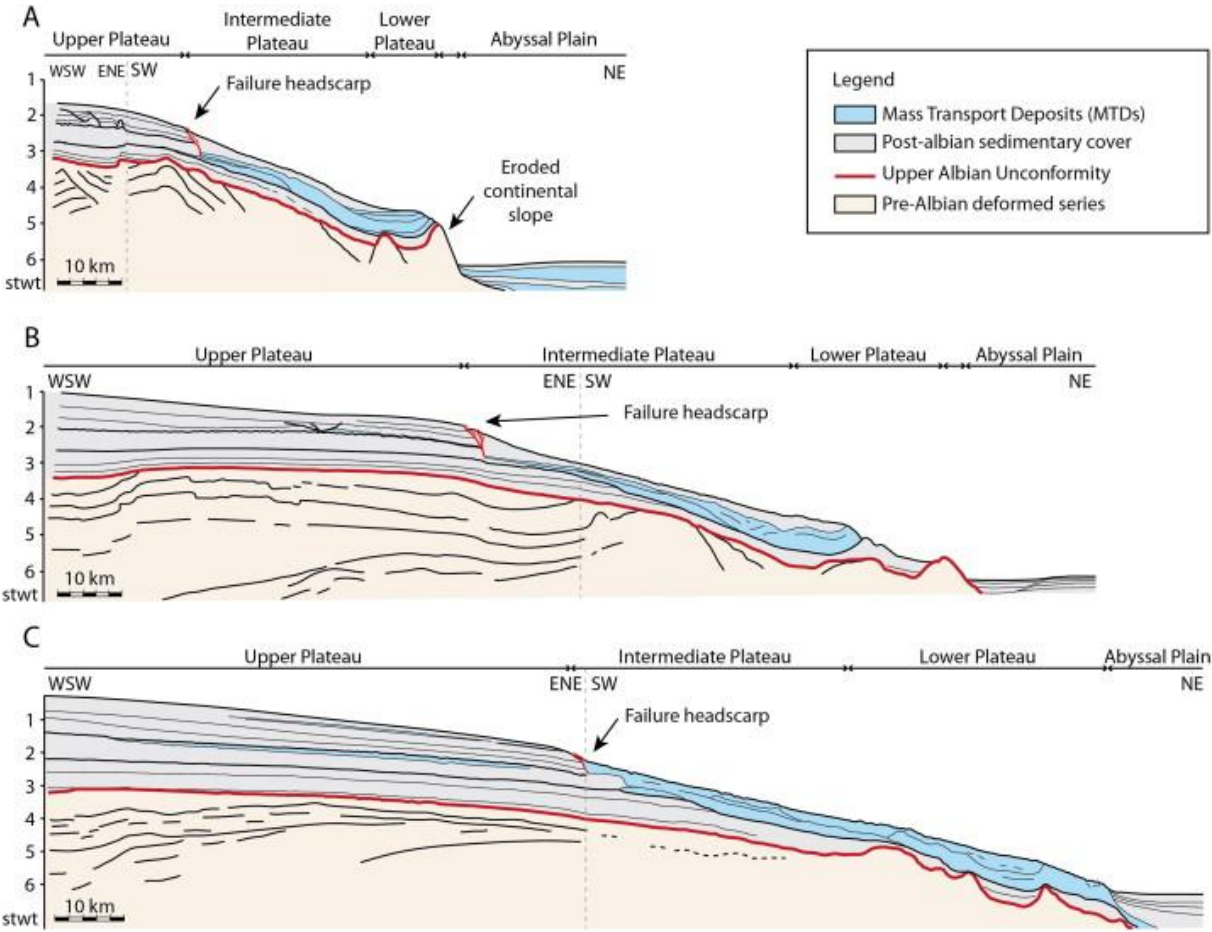 A
Upper Plateau
Intermediate
Plateau
Lower
Plateau
Abyssal Plain
WSW
ENE
SW
NE
Failure headscarp
Eroded
continental
slope
1
2
3
4
5
6
stwt
10 km
Legend
Mass Transport Deposits (MTDs)
Post-albian sedimentary cover
Upper Albian Unconformity
Pre-Albian deformed series
B
Upper Plateau
Intermediate Plateau
Lower Plateau
Abyssal Plain
WSW
ENE
SW
NE
Failure headscarp
1
2
3
4
5
6
stwt
10 km
C
Upper Plateau
Intermediate Plateau
Lower Plateau
Abyssal Plain
WSW
ENE
SW
NE
Failure headscarp
1
2
3
4
5
6
stwt
10 km